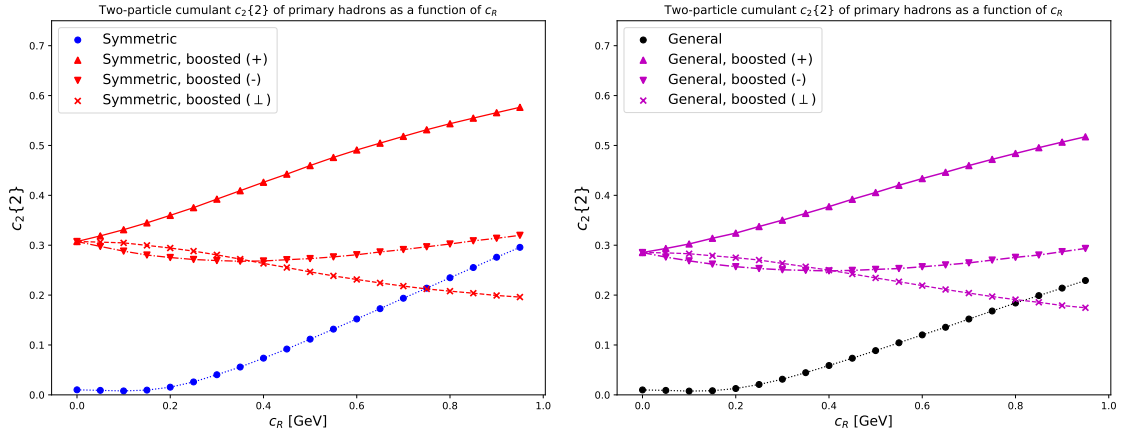 Two-particle cumulant c₂{2} of primary hadrons as a function of c_R
0.7
0.6
0.5
0.4
0.3
0.2
0.1
0.0
c₂{2}
Symmetric
Symmetric, boosted (+)
Symmetric, boosted (-)
Symmetric, boosted (⊥)
0.0 0.2 0.4 0.6 0.8 1.0
c_R [GeV]
Two-particle cumulant c₂{2} of primary hadrons as a function of c_R
0.7
0.6
0.5
0.4
0.3
0.2
0.1
0.0
c₂{2}
General
General, boosted (+)
General, boosted (-)
General, boosted (⊥)
0.0 0.2 0.4 0.6 0.8 1.0
c_R [GeV]